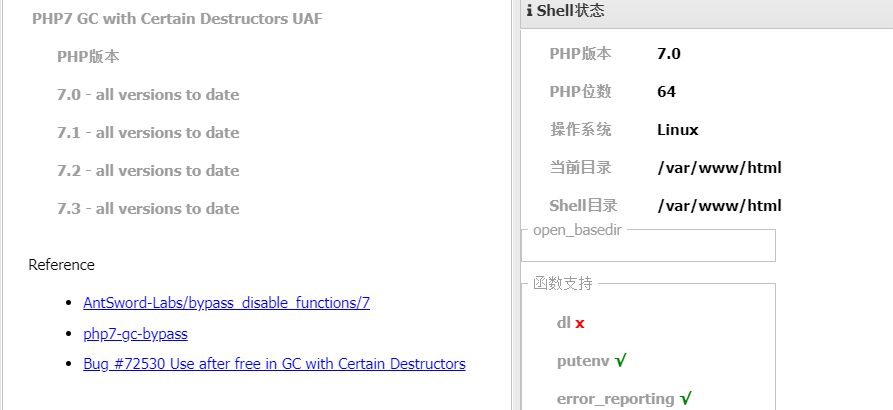 PHP7 GC with Certain Destructors UAF
PHP版本
7.0 - all versions to date
7.1 - all versions to date
7.2 - all versions to date
7.3 - all versions to date
Reference
AntSword-Labs/bypass_disable_functions/7
php7-gc-bypass
Bug #72530 Use after free in GC with Certain Destructors
Shell状态
PHP版本 7.0
PHP位数 64
操作系统 Linux
当前目录 /var/www/html
Shell目录 /var/www/html
open_basedir
函数支持
dl x
putenv √
error_reporting √